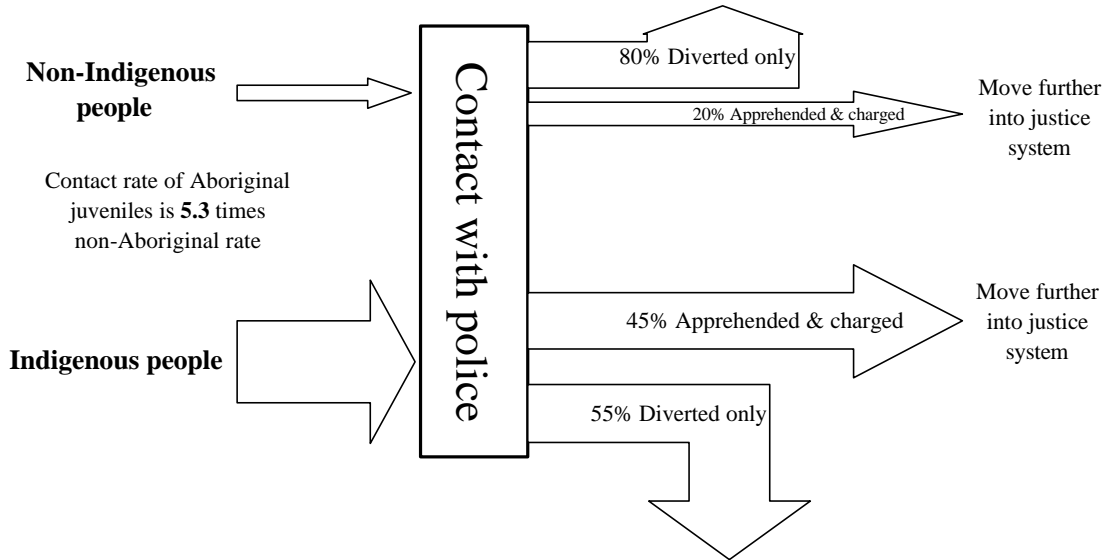 Non-Indigenous
people
Contact rate of Aboriginal
juveniles is 5.3 times
non-Aboriginal rate
Indigenous people
Contact with police
80% Diverted only
20% Apprehended & charged
Move further
into justice
system
45% Apprehended & charged
Move further
into justice
system
55% Diverted only